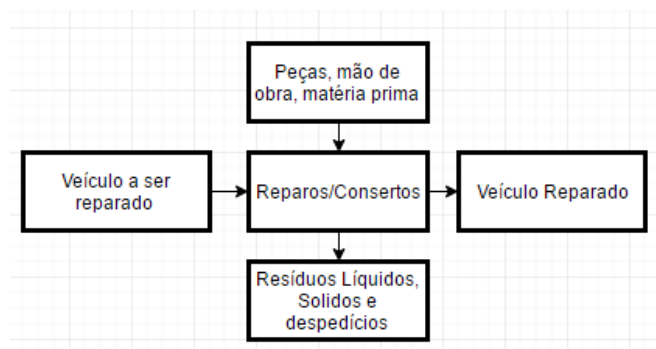 Peças, mão de
obra, matéria prima
Veículo a ser
reparado
Reparos/Consertos
Veículo Reparado
Resíduos Líquidos,
Solidos e
despedícios